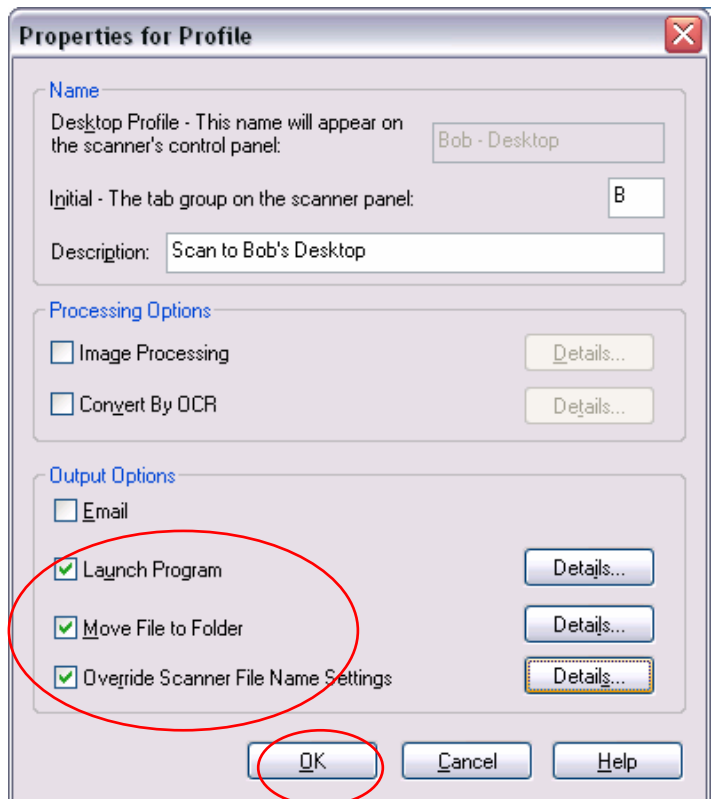 Properties for Profile
Name
Desktop Profile - This name will appear on
the scanner's control panel:
Bob - Desktop
Initial - The tab group on the scanner panel:
B
Description:
Scan to Bob's Desktop
Processing Options
Image Processing
Details...
Convert By OCR
Details...
Output Options
Email
Launch Program
Details...
Move File to Folder
Details...
Override Scanner File Name Settings
Details...
OK
Cancel
Help